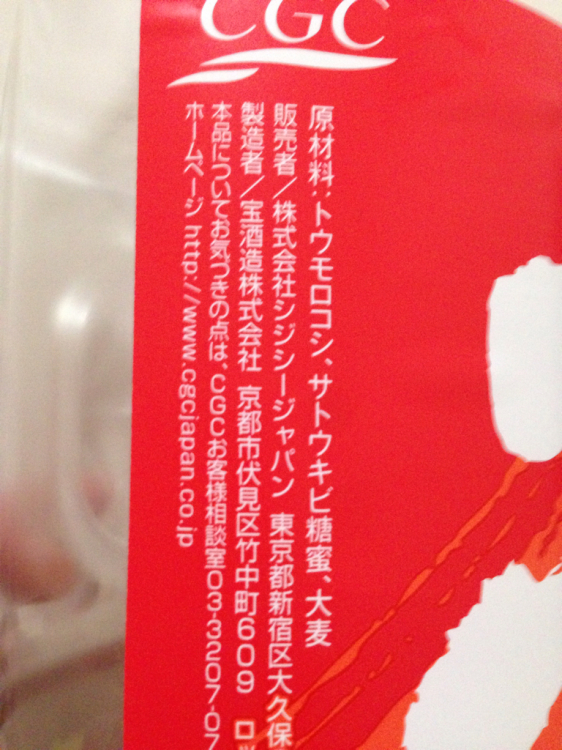 CGC
原材料:トウモロコシ、サトウキビ糖蜜、大麦
販売者/株式会社シジシージャパン 東京都新宿区大久保
製造者/宝酒造株式会社 京都市伏見区竹中町609 ロッ
本品についてお気づきの点は、CGCお客様相談室03-3207-07
ホームページ http://www.cgcjapan.co.jp